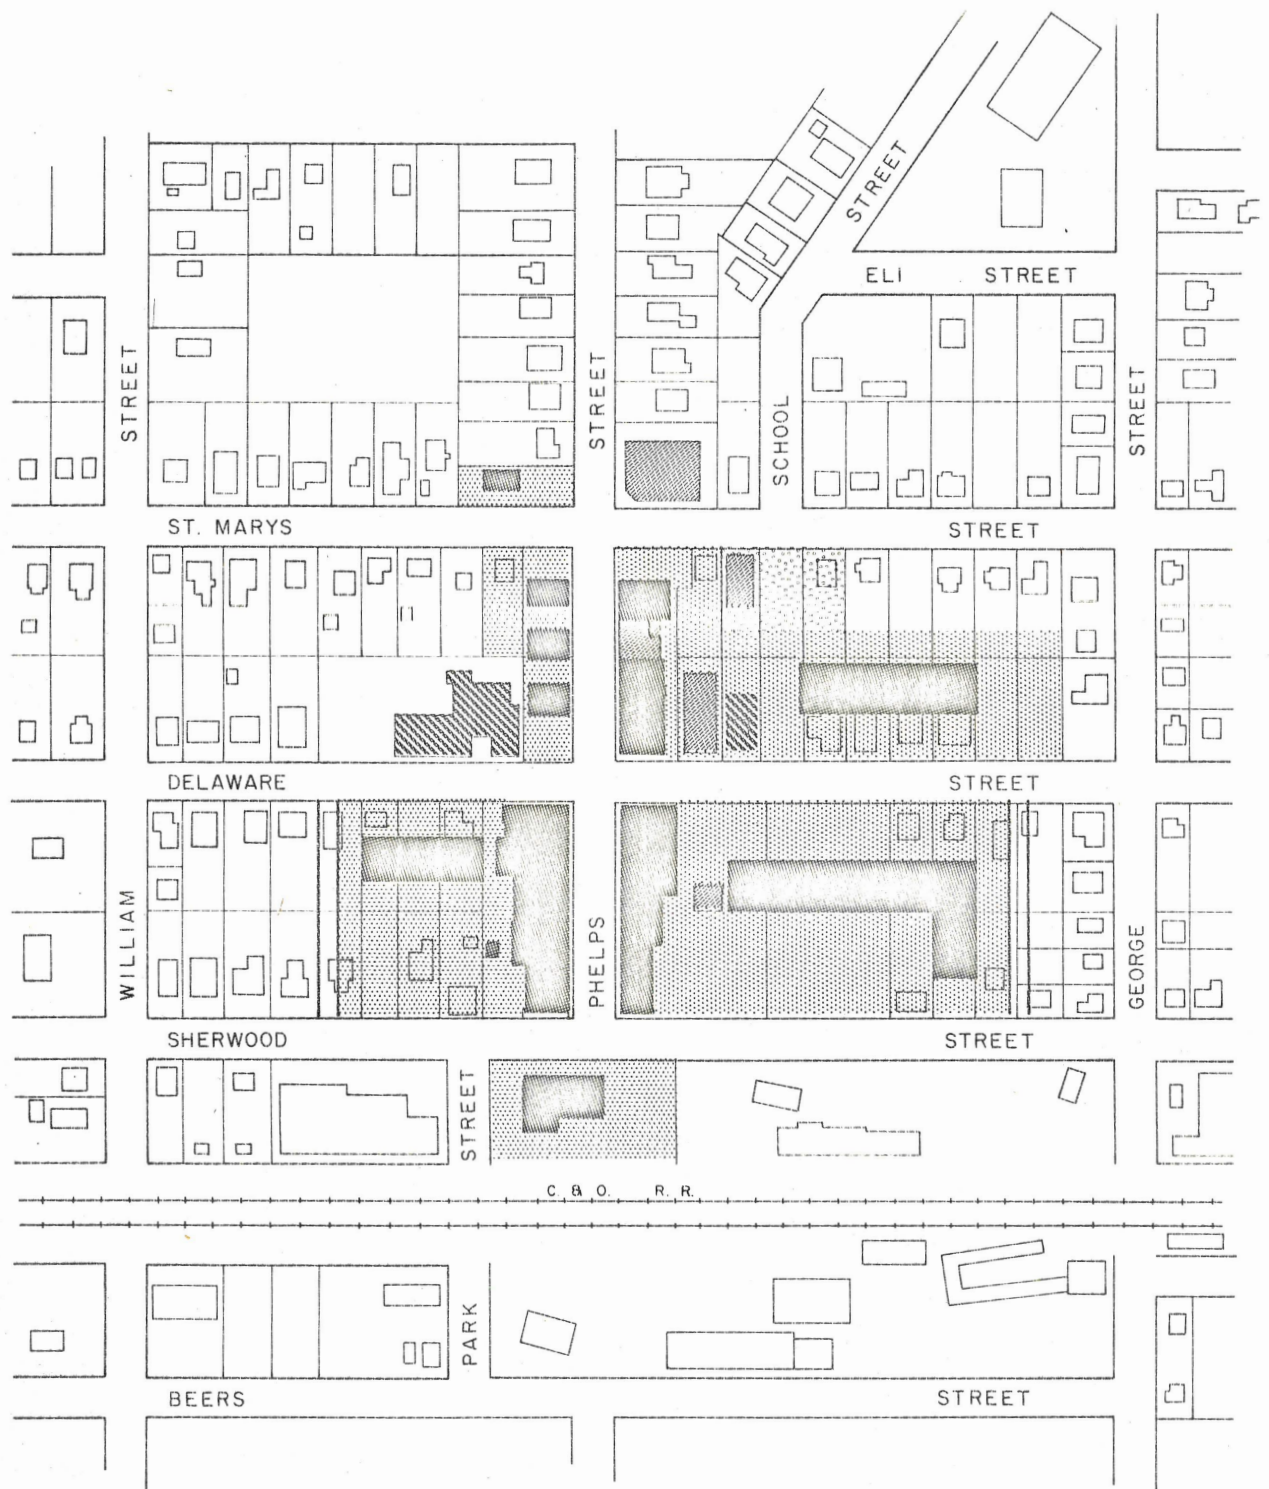 STREET
ELI STREET
STREET
STREET
SCHOOL
STREET
ST. MARYS STREET
DELAWARE STREET
WILLIAM
PHELPS
GEORGE
SHERWOOD STREET
STREET
C. & O. R. R.
PARK
BEERS STREET